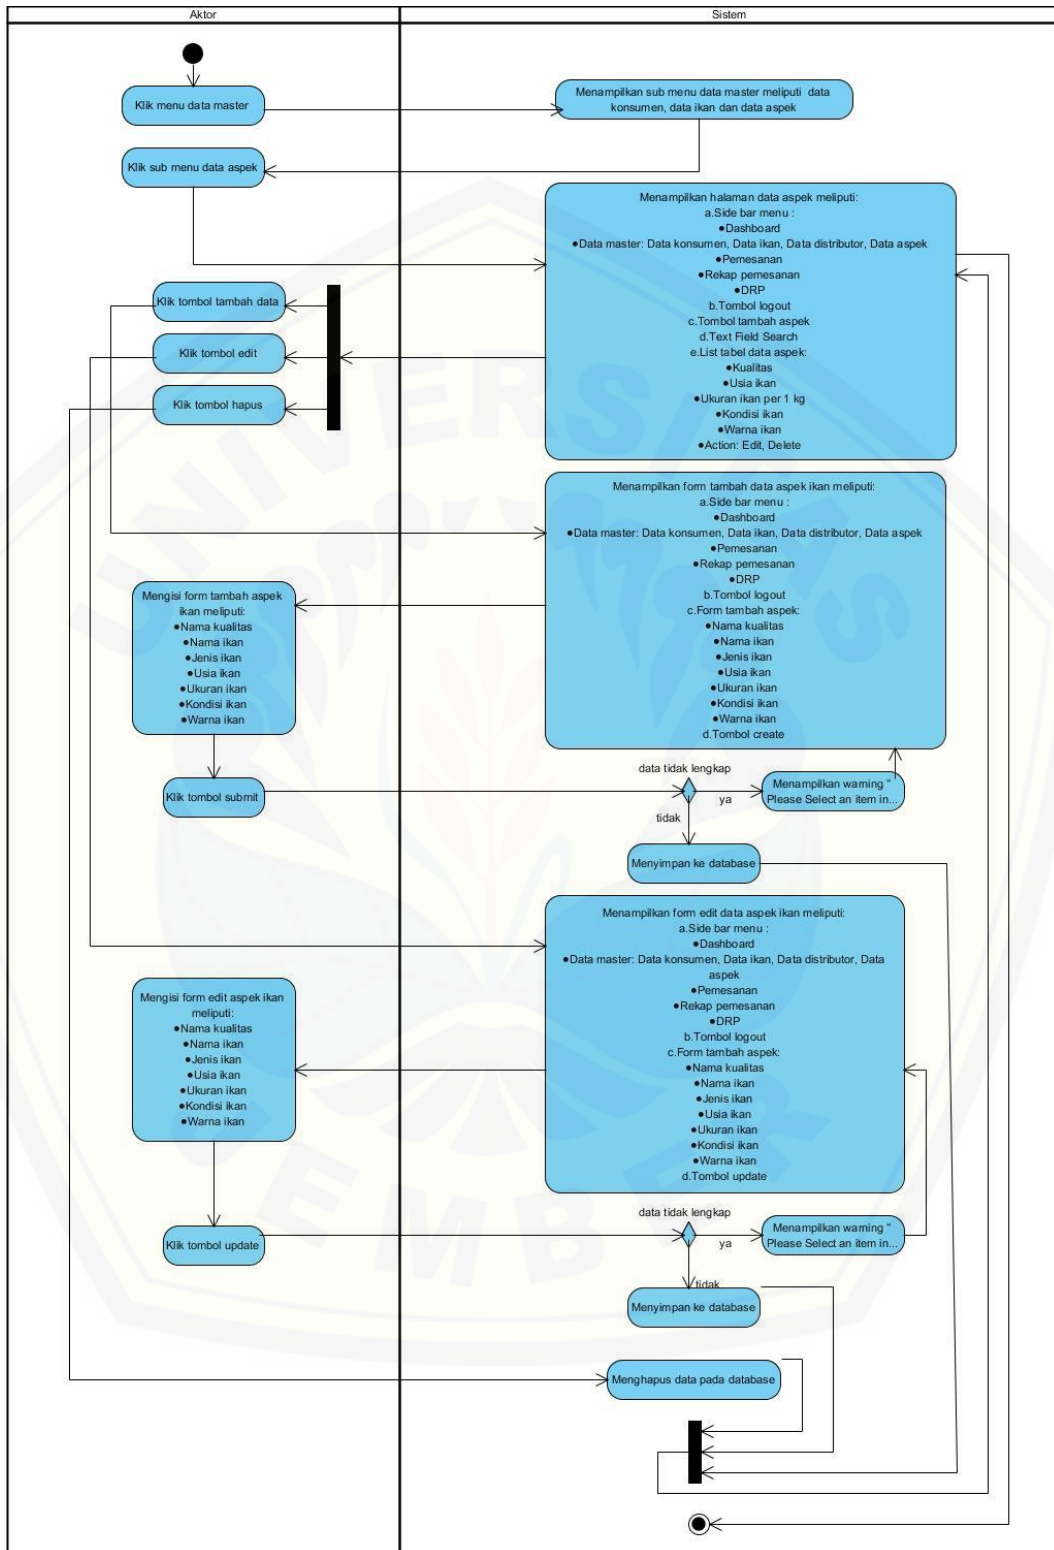 Aktor
Sistem
Klik menu data master
Menampilkan sub menu data master meliputi data
konsumen, data ikan dan data aspek
Klik sub menu data aspek
Menampilkan halaman data aspek meliputi:
a.Side bar menu :
●Dashboard
●Data master: Data konsumen, Data ikan, Data distributor, Data aspek
●Pemesanan
●Rekap pemesanan
●DRP
b.Tombol logout
c.Tombol tambah aspek
d.Text Field Search
e.List tabel data aspek:
●Kualitas
●Usia ikan
●Ukuran ikan per 1 kg
●Kondisi ikan
●Warna ikan
●Action: Edit, Delete
Klik tombol tambah data
Klik tombol edit
Klik tombol hapus
Menampilkan form tambah data aspek ikan meliputi:
a.Side bar menu :
●Dashboard
●Data master: Data konsumen, Data ikan, Data distributor, Data aspek
●Pemesanan
●Rekap pemesanan
●DRP
b.Tombol logout
c.Form tambah aspek:
●Nama kualitas
●Nama ikan
●Jenis ikan
●Usia ikan
●Ukuran ikan
●Kondisi ikan
●Warna ikan
d.Tombol create
Mengisi form tambah aspek
ikan meliputi:
●Nama kualitas
●Nama ikan
●Jenis ikan
●Usia ikan
●Ukuran ikan
●Kondisi ikan
●Warna ikan
Klik tombol submit
data tidak lengkap
ya
tidak
Menampilkan warning "
Please Select an item in...
Menyimpan ke database
Menampilkan form edit data aspek ikan meliputi:
a.Side bar menu :
●Dashboard
●Data master: Data konsumen, Data ikan, Data distributor, Data
aspek
●Pemesanan
●Rekap pemesanan
●DRP
b.Tombol logout
c.Form tambah aspek:
●Nama kualitas
●Nama ikan
●Jenis ikan
●Usia ikan
●Ukuran ikan
●Kondisi ikan
●Warna ikan
d.Tombol update
Mengisi form edit aspek ikan
meliputi:
●Nama kualitas
●Nama ikan
●Jenis ikan
●Usia ikan
●Ukuran ikan
●Kondisi ikan
●Warna ikan
Klik tombol update
data tidak lengkap
ya
tidak
Menampilkan warning "
Please Select an item in...
Menyimpan ke database
Menghapus data pada database
UNIVERSITAS
JEMBER